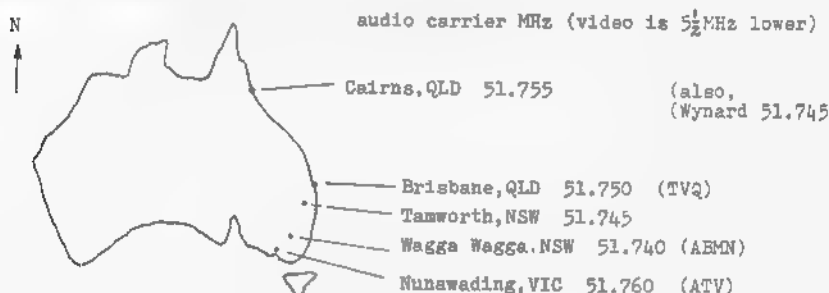 N
audio carrier MHz (video is 5½MHz lower)
Cairns,QLD 51.755 (also,
(Wynard 51.745
Brisbane,QLD 51.750 (TVQ)
Tamworth,NSW 51.745
Wagga Wagga.NSW 51.740 (ABMN)
Nunawading,VIC 51.760 (ATV)